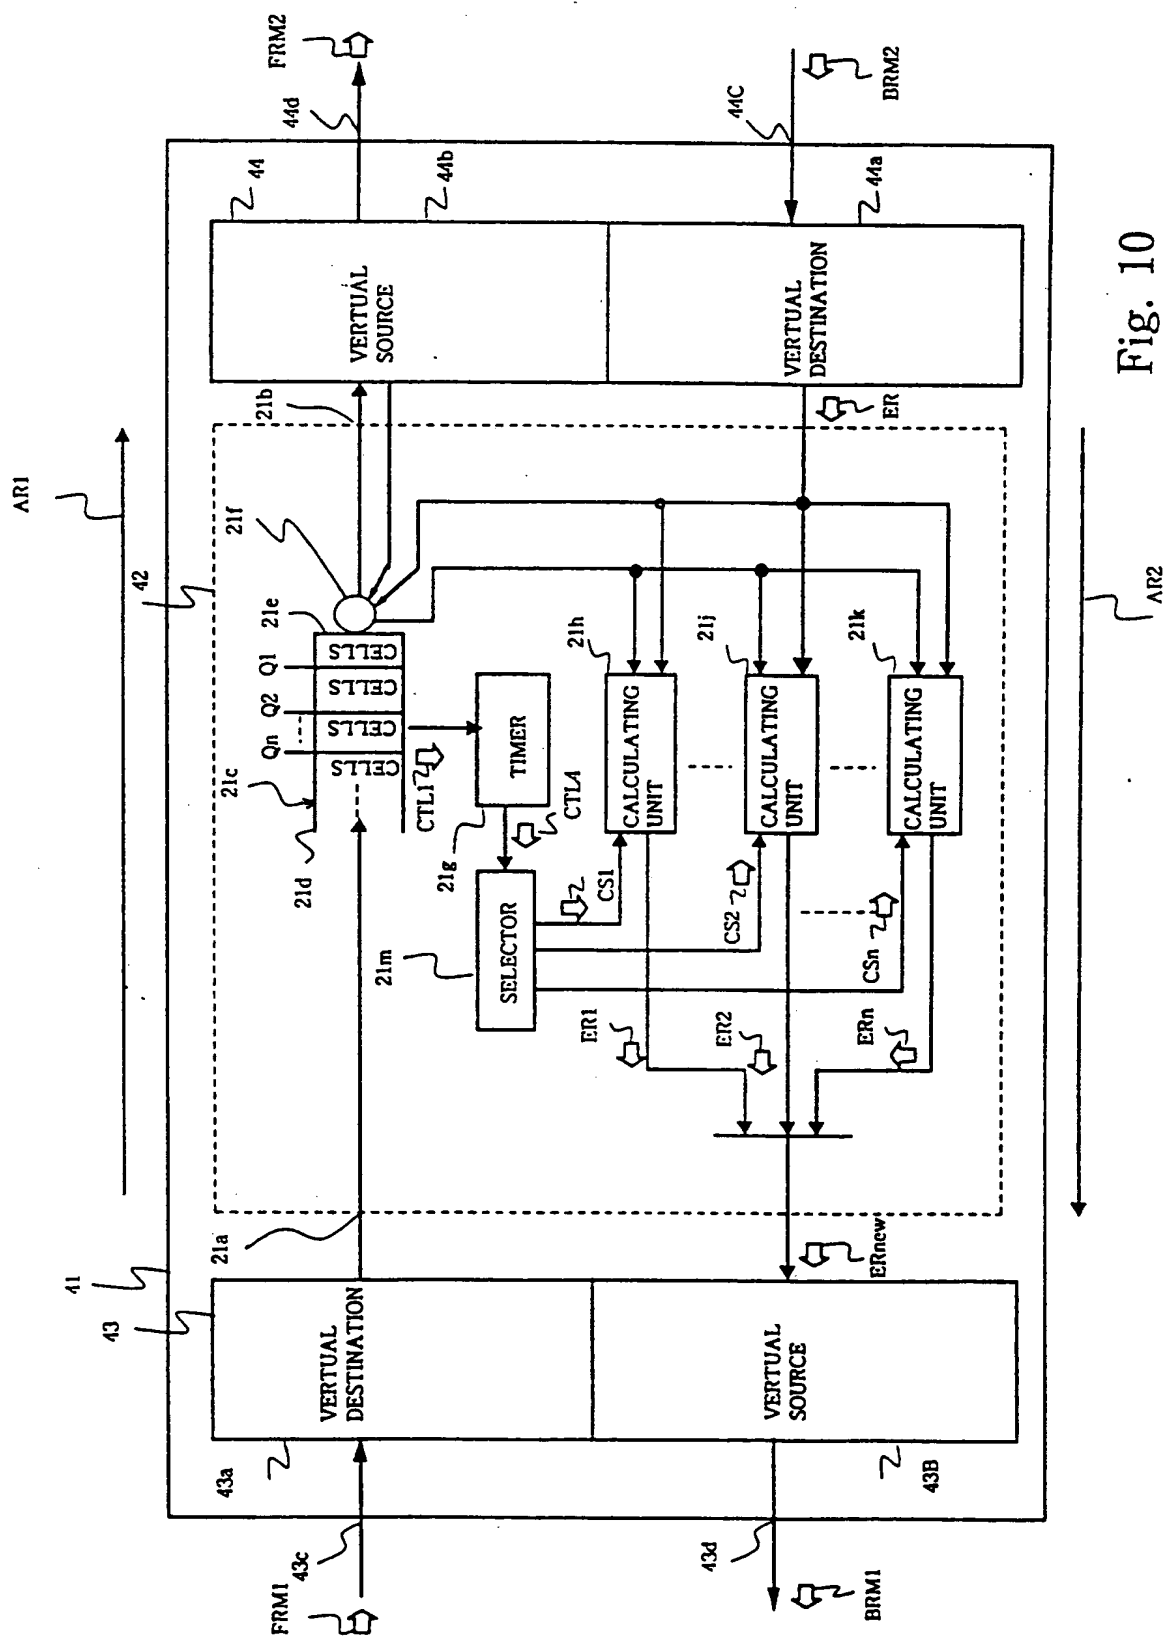 AR1
41
42
43
44
43a
21a
21d
21c
Qn
Q2
Q1
21e
21f
21b
44d
FRM2
FRM1
43c
VERTUAL
DESTINATION
CELLS
CELLS
CELLS
CELLS
VERTUAL
SOURCE
44b
CTL1
21g
TIMER
CTL4
21m
SELECTOR
CS1
CS2
CSn
21h
CALCULATING
UNIT
21j
CALCULATING
UNIT
21k
CALCULATING
UNIT
ER1
ER2
ERn
ERnew
ER
VERTUAL
SOURCE
43B
43d
BRM1
VERTUAL
DESTINATION
44a
44C
BRM2
AR2
Fig. 10